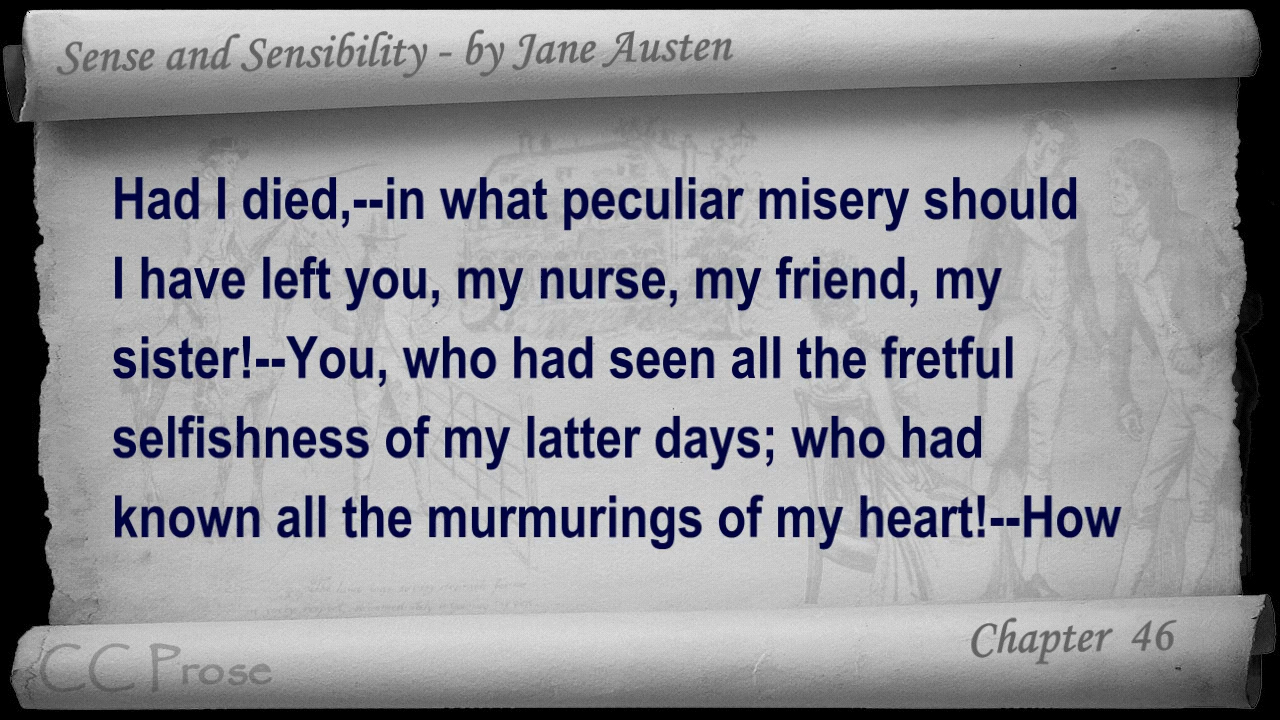 Sense and Sensibility - by Jane Austen
Had I died,--in what peculiar misery should
I have left you, my nurse, my friend, my
sister!--You, who had seen all the fretful
selfishness of my latter days; who had
known all the murmurings of my heart!--How
Chapter 46
CC Prose